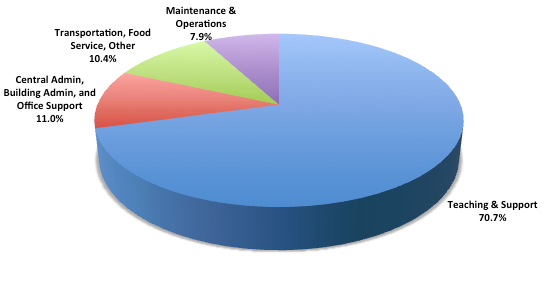 Maintenance &
Operations
7.9%
Transportation, Food
Service, Other
10.4%
Central Admin,
Building Admin, and
Office Support
11.0%
Teaching & Support
70.7%